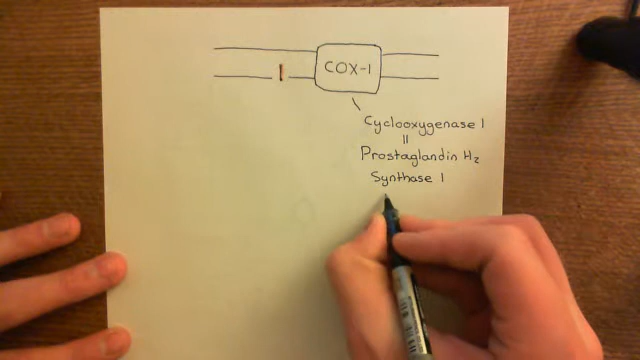 COX-1
Cyclooxygenase 1
=
Prostaglandin H₂
Synthase 1